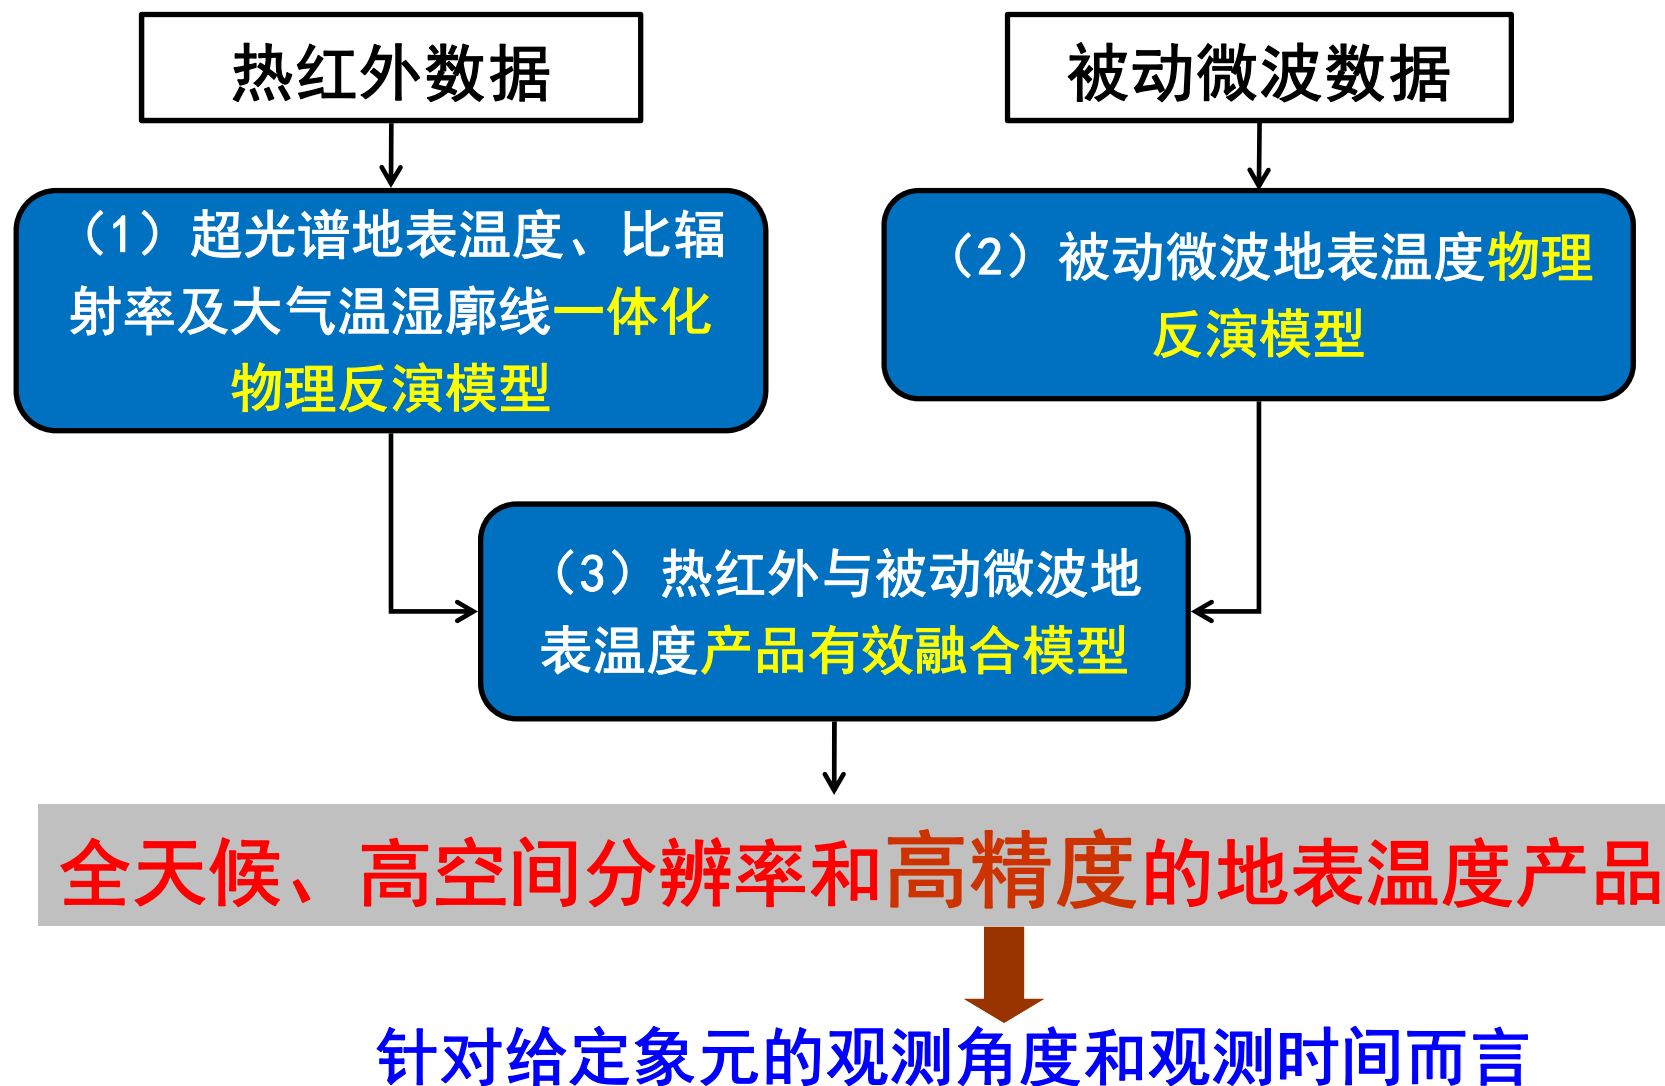 热红外数据
被动微波数据
（1）超光谱地表温度、比辐
射率及大气温湿廓线一体化
物理反演模型
（2）被动微波地表温度物理
反演模型
（3）热红外与被动微波地
表温度产品有效融合模型
全天候、高空间分辨率和高精度的地表温度产品
针对给定象元的观测角度和观测时间而言